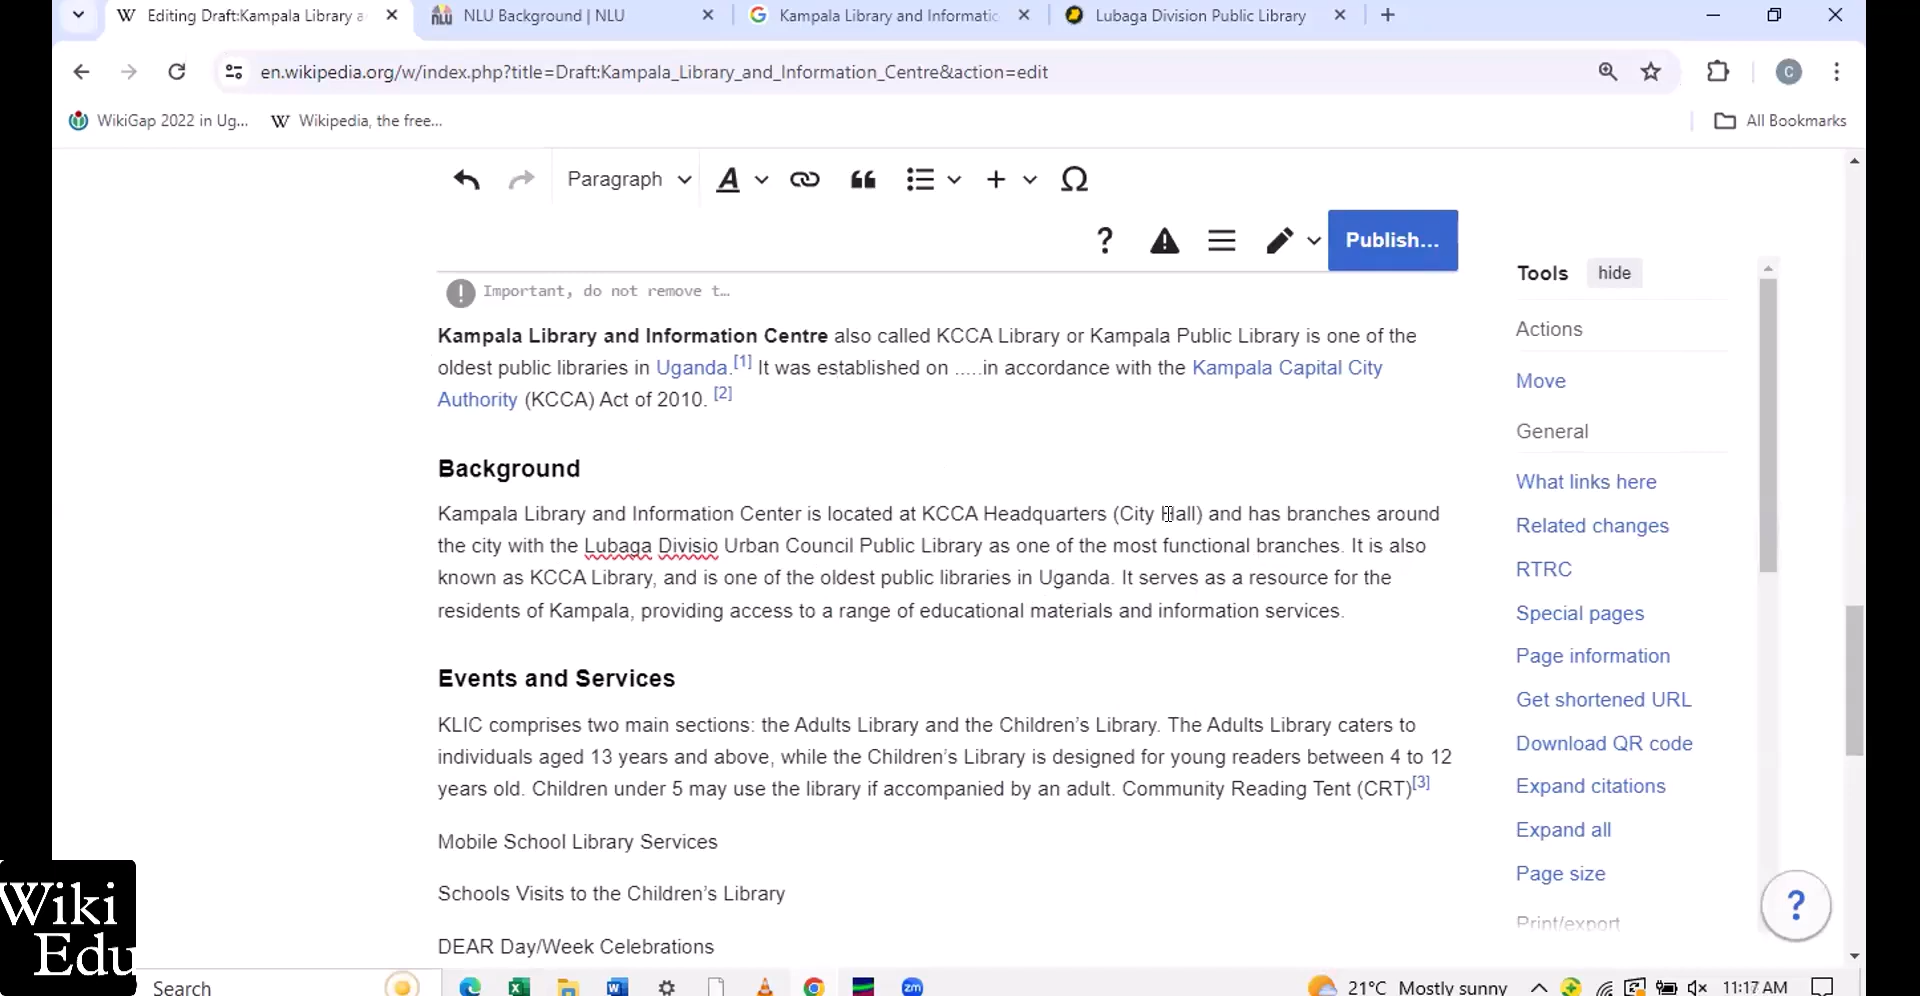 Editing Draft:Kampala Library a
NLU Background | NLU
Kampala Library and Informatic
Lubaga Division Public Library
en.wikipedia.org/w/index.php?title=Draft:Kampala_Library_and_Information_Centre&action=edit
C
WikiGap 2022 in Ug...
W Wikipedia, the free...
All Bookmarks
Paragraph
A
Ω
? Publish...
Important, do not remove t…
Kampala Library and Information Centre also called KCCA Library or Kampala Public Library is one of the
oldest public libraries in Uganda.[1] It was established on .....in accordance with the Kampala Capital City
Authority (KCCA) Act of 2010. [2]
Background
Kampala Library and Information Center is located at KCCA Headquarters (City Hall) and has branches around
the city with the Lubaga Divisio Urban Council Public Library as one of the most functional branches. It is also
known as KCCA Library, and is one of the oldest public libraries in Uganda. It serves as a resource for the
residents of Kampala, providing access to a range of educational materials and information services.
Events and Services
KLIC comprises two main sections: the Adults Library and the Children’s Library. The Adults Library caters to
individuals aged 13 years and above, while the Children’s Library is designed for young readers between 4 to 12
years old. Children under 5 may use the library if accompanied by an adult. Community Reading Tent (CRT)[3]
Mobile School Library Services
Schools Visits to the Children’s Library
DEAR Day/Week Celebrations
Tools hide
Actions
Move
General
What links here
Related changes
RTRC
Special pages
Page information
Get shortened URL
Download QR code
Expand citations
Expand all
Page size
Print/export
?
Wiki
Edu
Search
zm
21°C Mostly sunny
11:17 AM